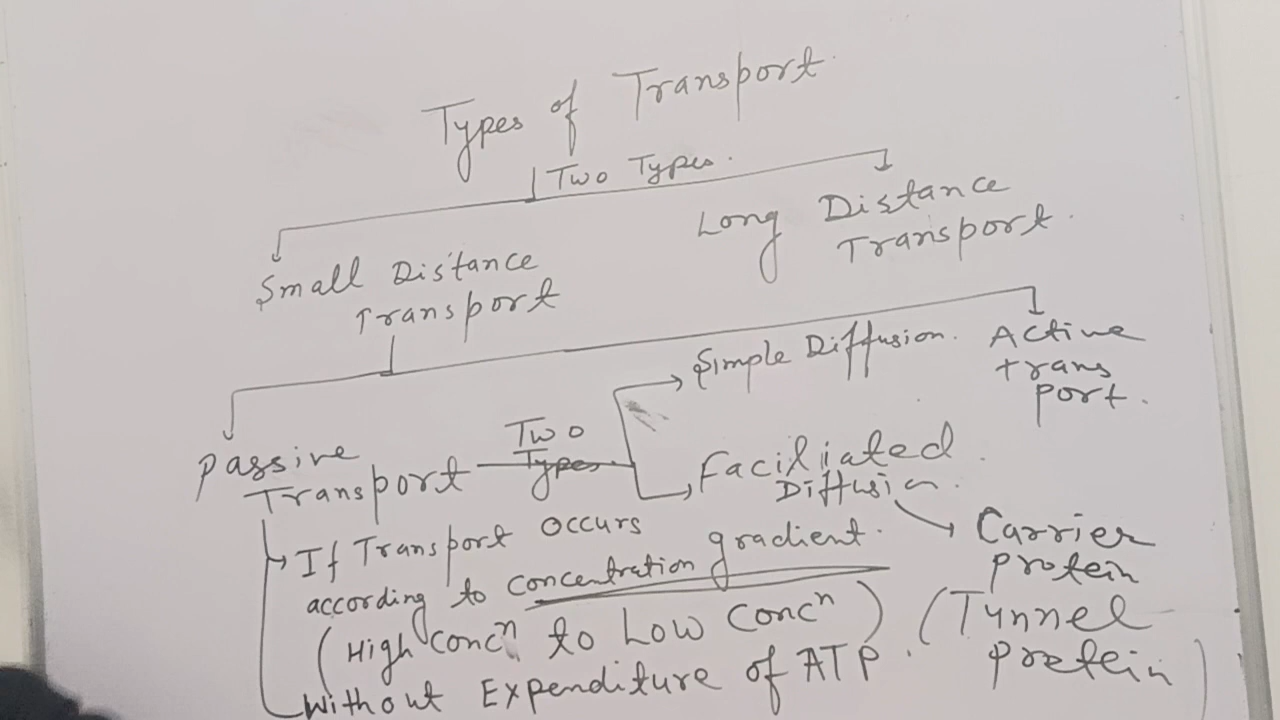 Types of Transport
Two Types.
Long Distance
Transport.
Small Distance
Transport
Simple Diffusion.
Active
trans
port.
Passive
Transport
Two
Types
Faciliated
Diffusion.
Carrier
protein
(Tunnel
protein)
If Transport occurs
according to concentration gradient.
(High concⁿ to Low concⁿ)
without Expenditure of ATP.